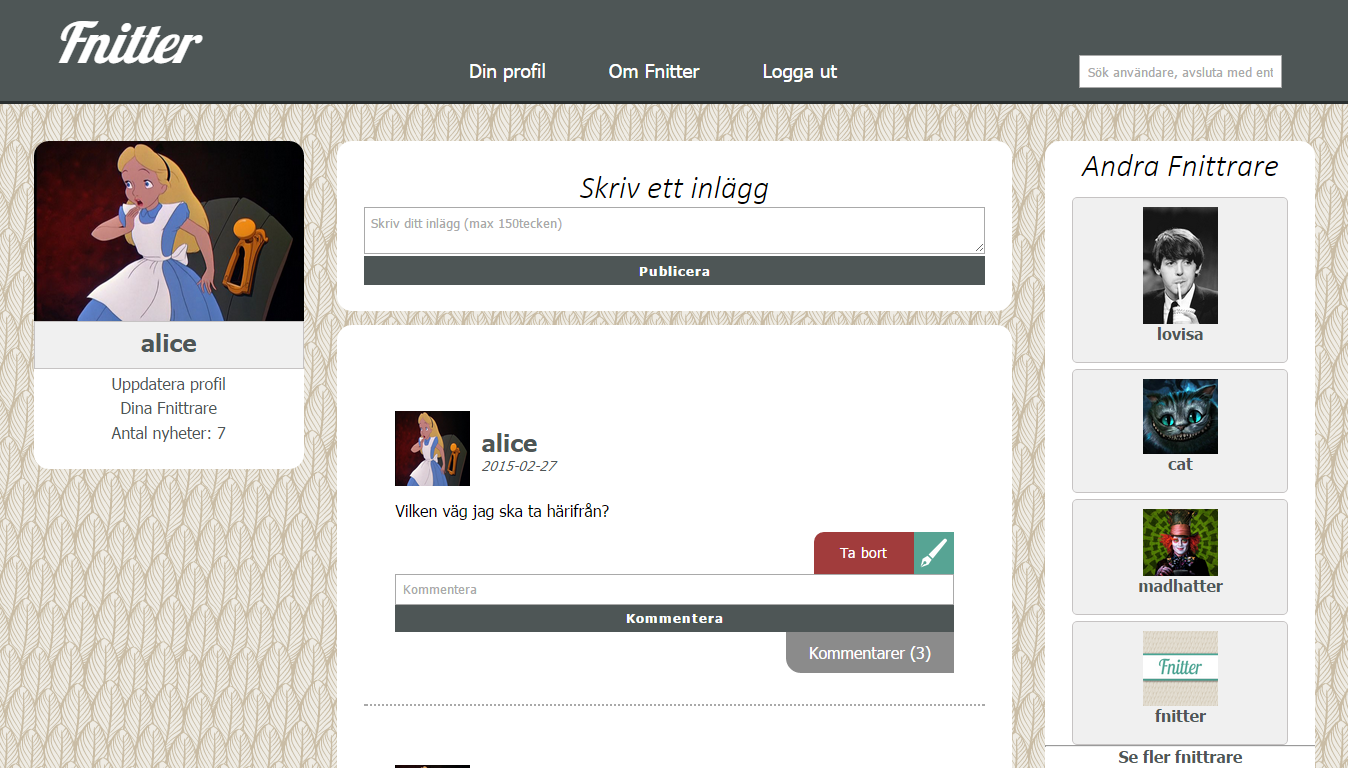 Fnitter
Din profil
Om Fnitter
Logga ut
Sök användare, avsluta med ent
alice
Uppdatera profil
Dina Fnittrare
Antal nyheter: 7
Skriv ett inlägg
Skriv ditt inlägg (max 150tecken)
Publicera
alice
2015-02-27
Vilken väg jag ska ta härifrån?
Ta bort
Kommentera
Kommentera
Kommentarer (3)
Andra Fnittrare
lovisa
cat
madhatter
Fnitter
fnitter
Se fler fnittrare